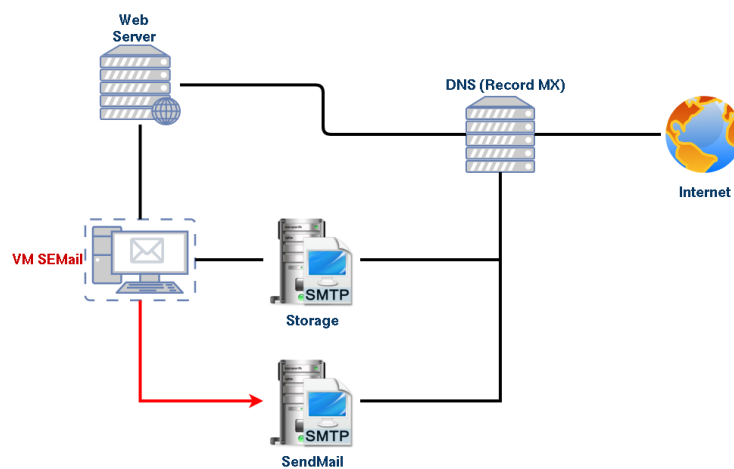 Web
Server
DNS (Record MX)
Internet
VM SEMail
SMTP
Storage
SMTP
SendMail